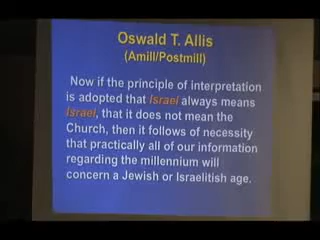 Oswald T. Allis
(Amill/Postmill)
Now if the principle of interpretation
is adopted that Israel always means
Israel, that it does not mean the
Church, then it follows of necessity
that practically all of our information
regarding the millennium will
concern a Jewish or Israelitish age.